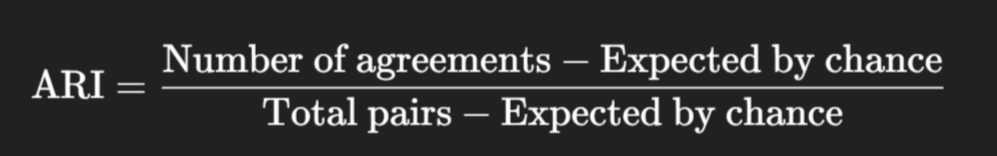 ARI = Number of agreements − Expected by chance
Total pairs − Expected by chance